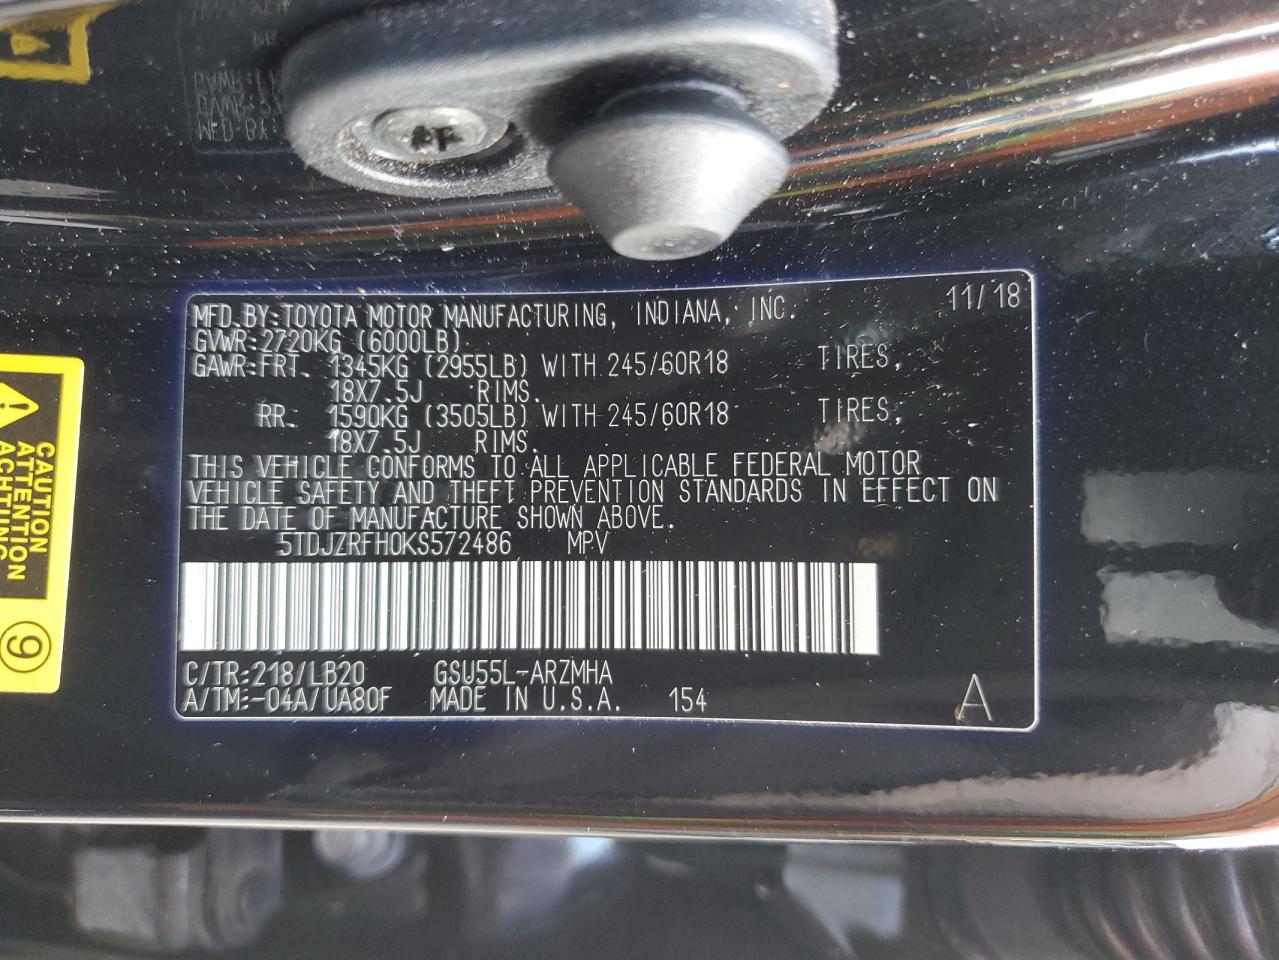 MFD.BY:TOYOTA MOTOR MANUFACTURING, INDIANA, INC. 11/18
GVWR:2720KG (6000LB)
GAWR:FRT. 1345KG (2955LB) WITH 245/60R18 TIRES,
18X7.5J RIMS.
RR. 1590KG (3505LB) WITH 245/60R18 TIRES,
18X7.5J RIMS.
THIS VEHICLE CONFORMS TO ALL APPLICABLE FEDERAL MOTOR
VEHICLE SAFETY AND THEFT PREVENTION STANDARDS IN EFFECT ON
THE DATE OF MANUFACTURE SHOWN ABOVE.
5TDJZRFH0KS572486 MPV
C/TR:218/LB20 GSU55L-ARZMHA
A/TM:-04A/UA80F MADE IN U.S.A. 154 A
CAUTION
ATTENTION
ACHTUNG
9